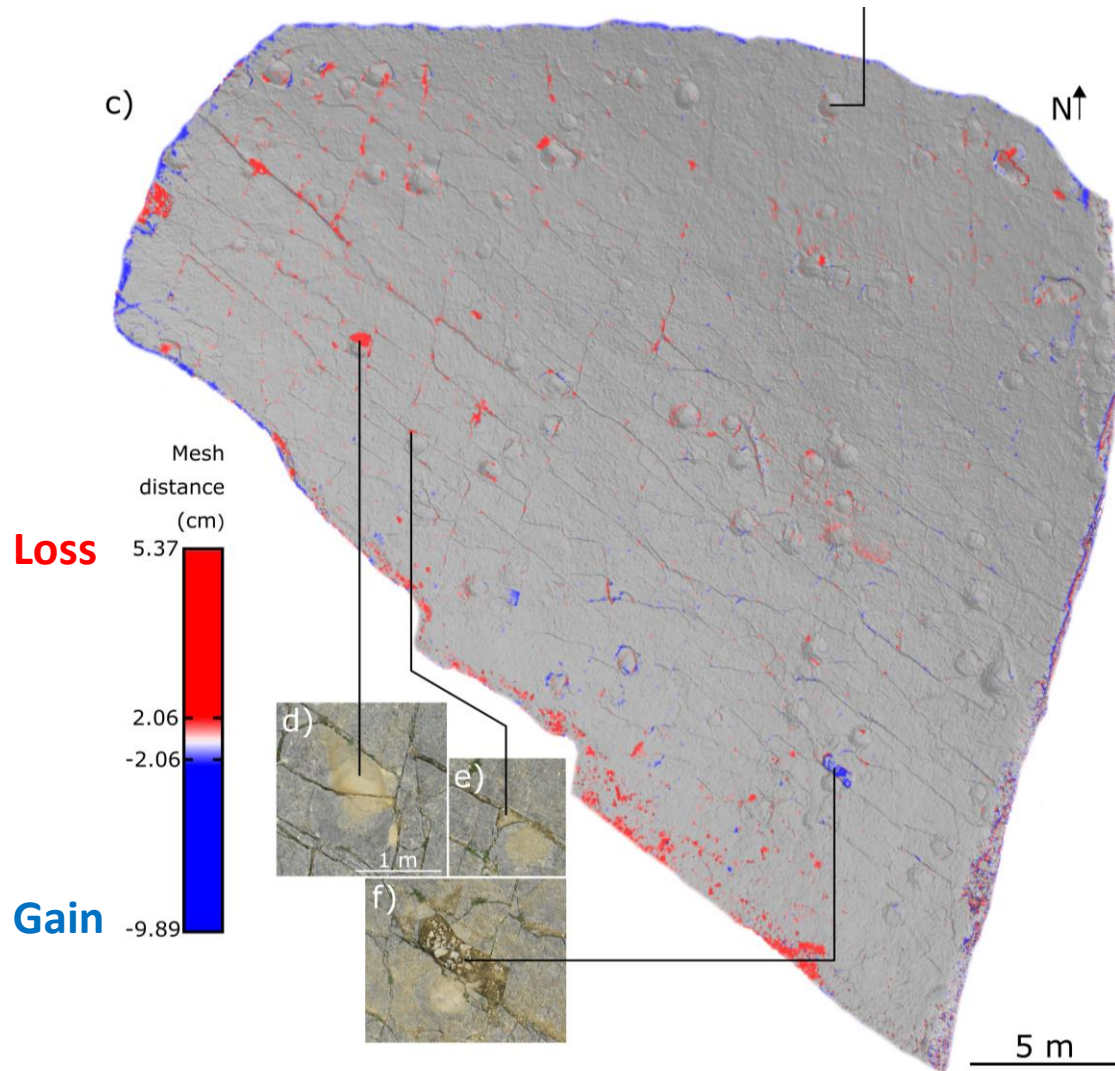 c)
N
Mesh
distance
(cm)
Loss
5.37
2.06
-2.06
Gain
-9.89
d)
e)
1 m
f)
5 m